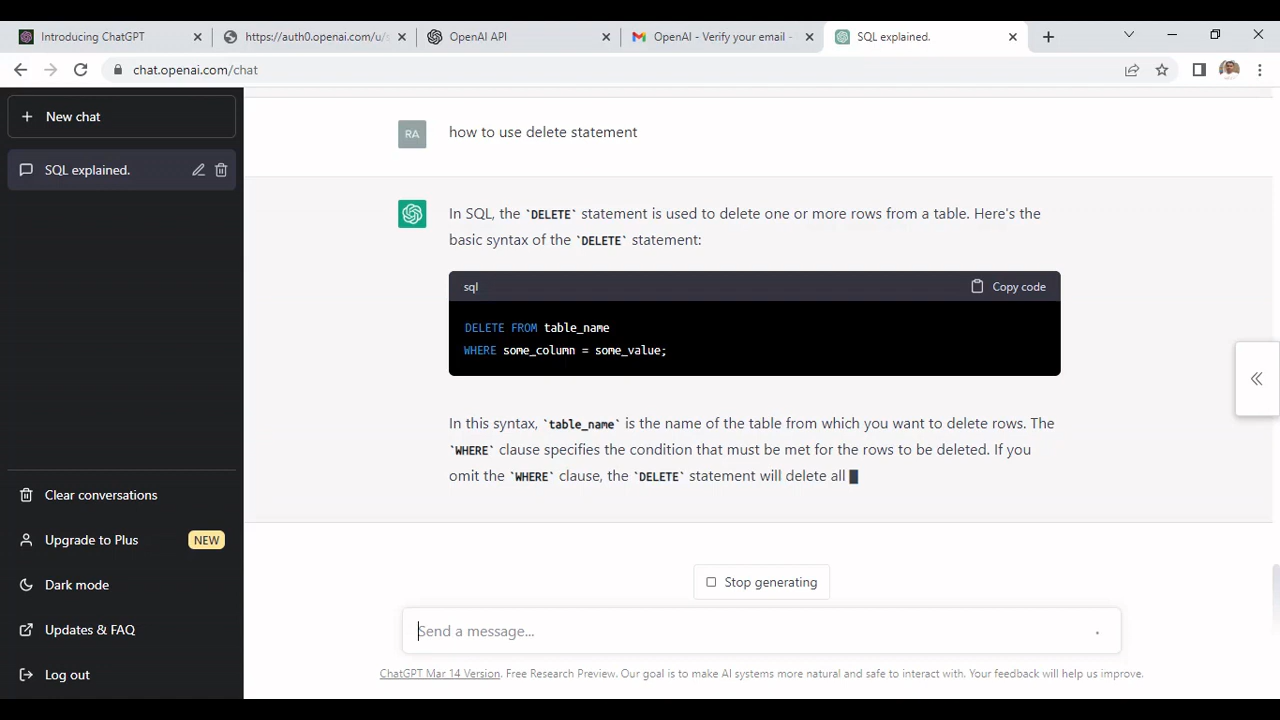 Introducing ChatGPT
https://auth0.openai.com/u/s
OpenAI API
OpenAI - Verify your email -
SQL explained.
chat.openai.com/chat
New chat
SQL explained.
Clear conversations
Upgrade to Plus NEW
Dark mode
Updates & FAQ
Log out
RA how to use delete statement
In SQL, the `DELETE` statement is used to delete one or more rows from a table. Here's the
basic syntax of the `DELETE` statement:
sql Copy code
DELETE FROM table_name
WHERE some_column = some_value;
In this syntax, `table_name` is the name of the table from which you want to delete rows. The
`WHERE` clause specifies the condition that must be met for the rows to be deleted. If you
omit the `WHERE` clause, the `DELETE` statement will delete all
Stop generating
Send a message...
ChatGPT Mar 14 Version. Free Research Preview. Our goal is to make AI systems more natural and safe to interact with. Your feedback will help us improve.